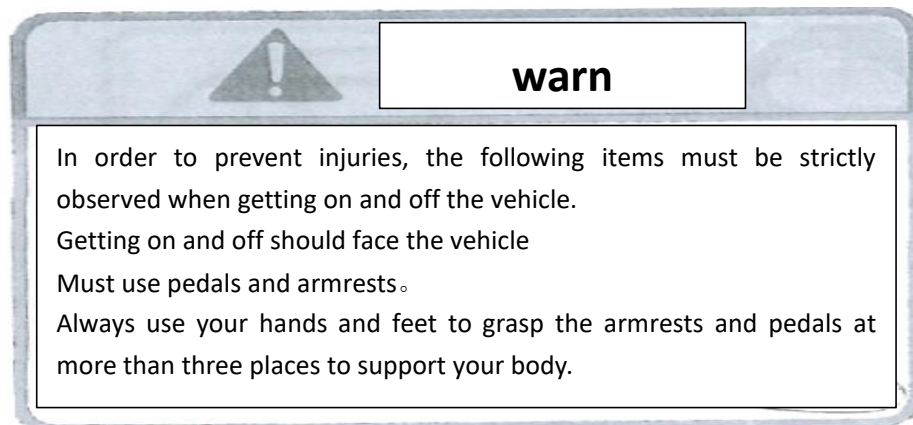 warn
In order to prevent injuries, the following items must be strictly
observed when getting on and off the vehicle.
Getting on and off should face the vehicle
Must use pedals and armrests。
Always use your hands and feet to grasp the armrests and pedals at
more than three places to support your body.